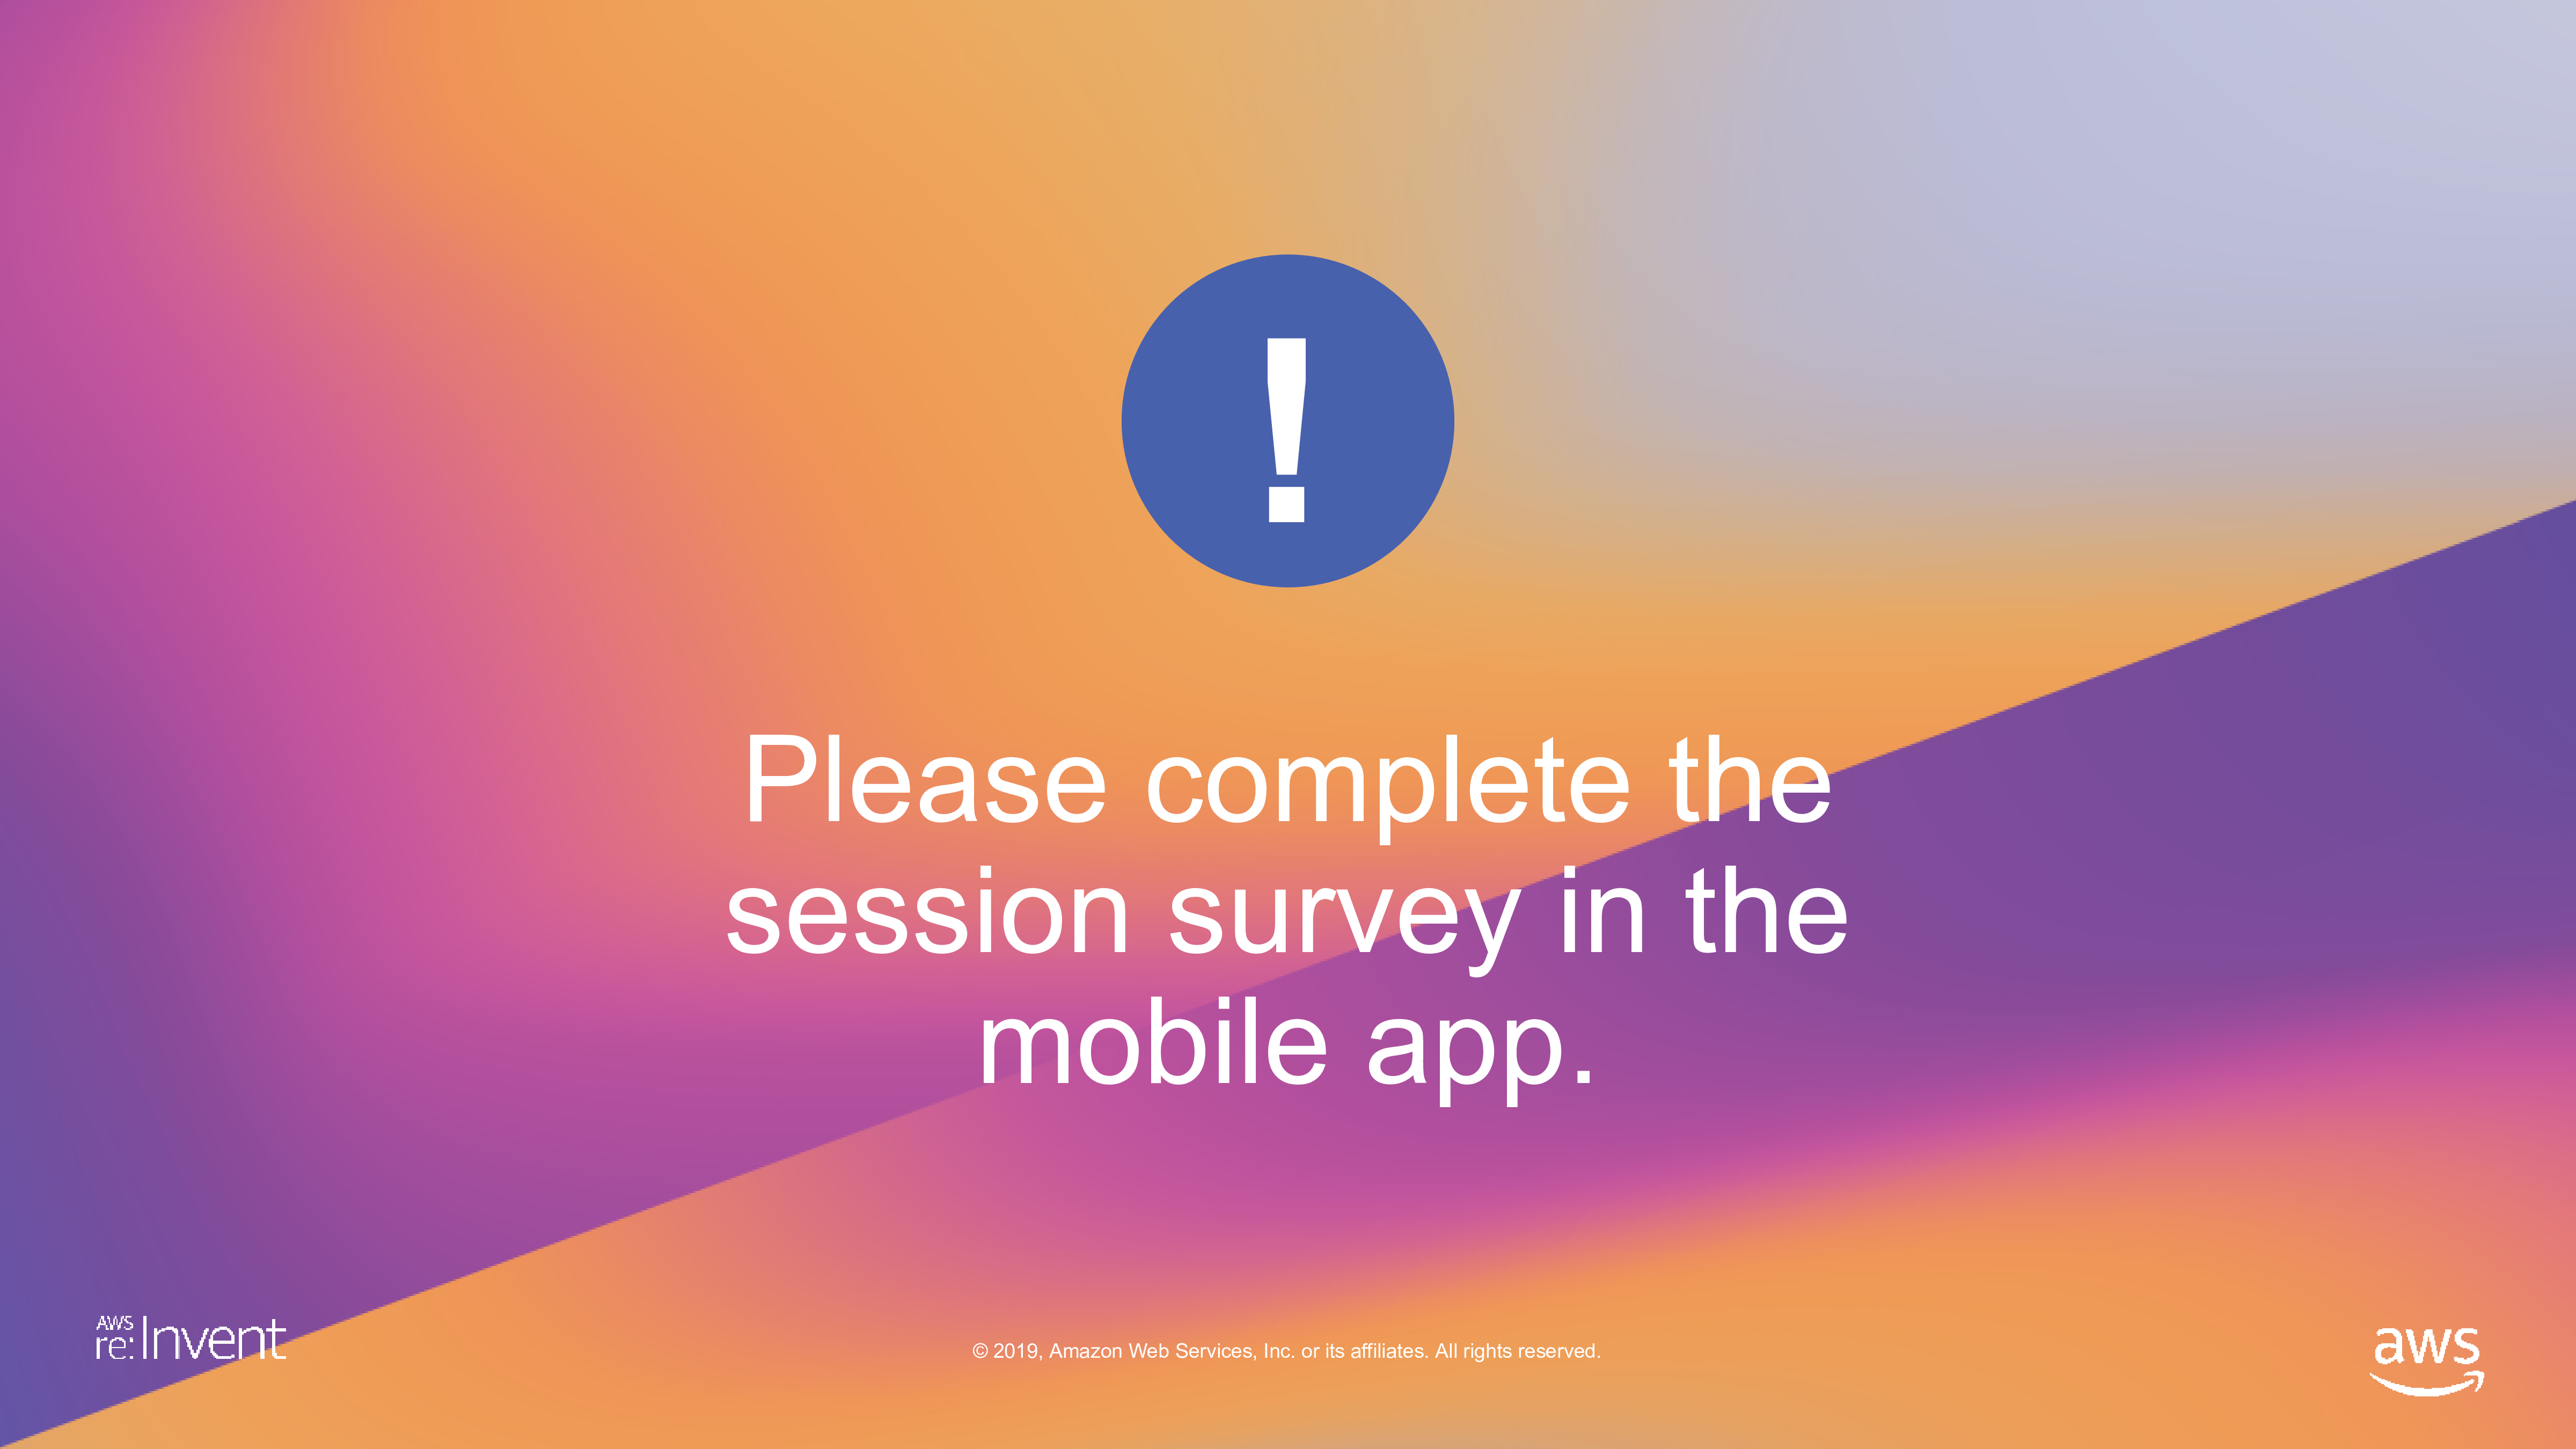 !
Please complete the
session survey in the
mobile app.
AWS
re:Invent
© 2019, Amazon Web Services, Inc. or its affiliates. All rights reserved.
aws